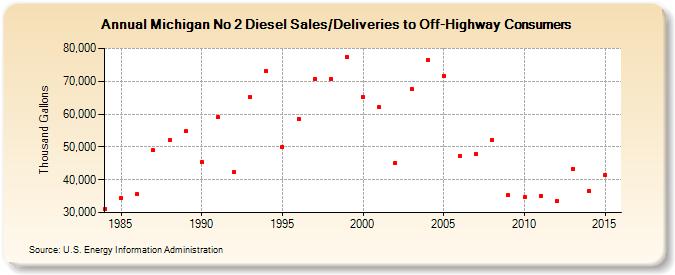 Annual Michigan No 2 Diesel Sales/Deliveries to Off-Highway Consumers
Thousand Gallons
80,000
70,000
60,000
50,000
40,000
30,000
1985 1990 1995 2000 2005 2010 2015
Source: U.S. Energy Information Administration